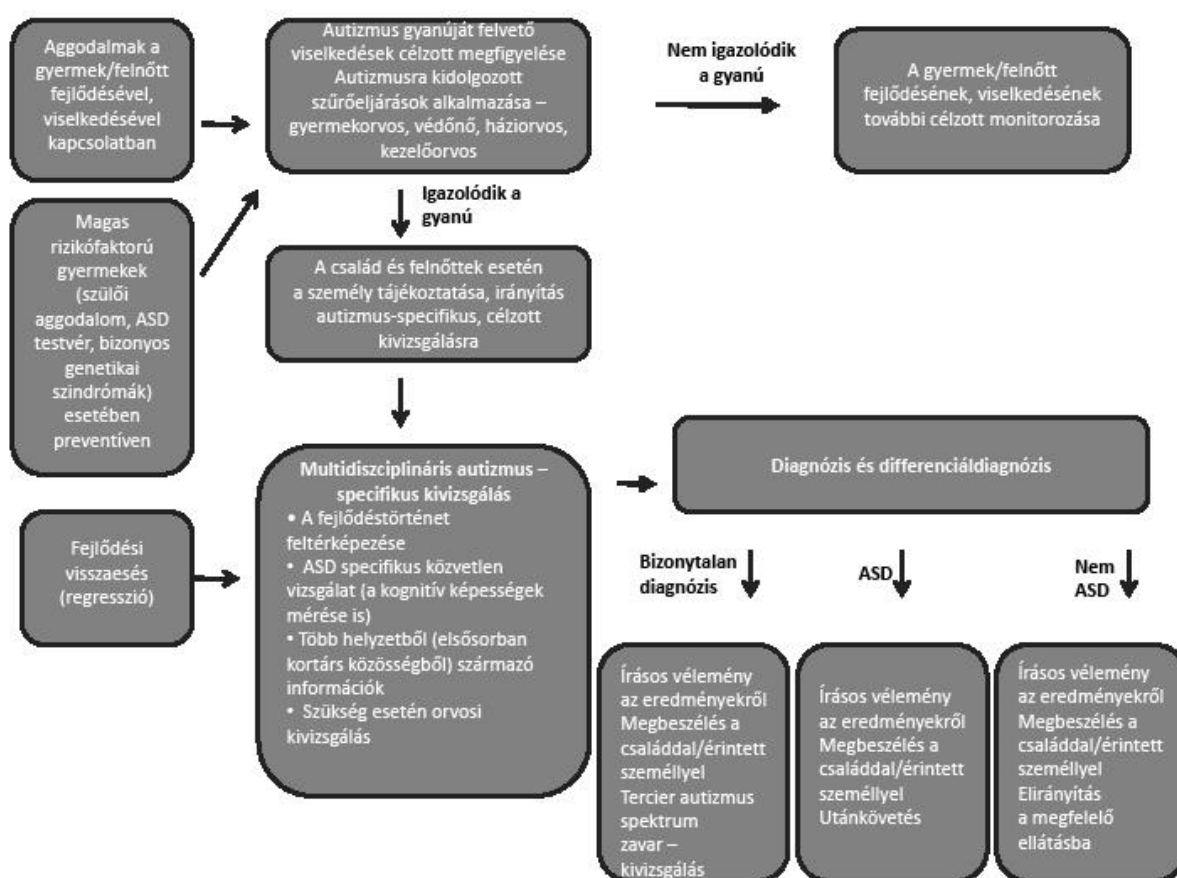 Aggodalmak a
gyermek/felnőtt
fejlődésével,
viselkedésével
kapcsolatban
Autizmus gyanúját felvető
viselkedések célzott megfigyelése
Autizmusra kidolgozott
szűrőeljárások alkalmazása –
gyermekorvos, védőnő, háziorvos,
kezelőorvos
Nem igazolódik
a gyanú
A gyermek/felnőtt
fejlődésének, viselkedésének
további célzott monitorozása
Magas
rizikófaktorú
gyermekek
(szülői
aggodalom, ASD
testvér, bizonyos
genetikai
szindrómák)
esetében
preventíven
Igazolódik a
gyanú
A család és felnőttek esetén
a személy tájékoztatása, irányítás
autizmus-specifikus, célzott
kivizsgálásra
Fejlődési
visszaesés
(regresszió)
Multidiszciplináris autizmus –
specifikus kivizsgálás
• A fejlődéstörténet
feltérképezése
• ASD specifikus közvetlen
vizsgálat (a kognitív képességek
mérése is)
• Több helyzetből (elsősorban
kortárs közösségből) származó
információk
• Szükség esetén orvosi
kivizsgálás
Diagnózis és differenciáldiagnózis
Bizonytalan
diagnózis
ASD
Nem
ASD
Írásos vélemény
az eredményekről
Megbeszélés a
családdal/érintett
személlyel
Tercier autizmus
spektrum
zavar –
kivizsgálás
Írásos vélemény
az eredményekről
Megbeszélés a
családdal/érintett
személlyel
Utánkövetés
Írásos vélemény
az eredményekről
Megbeszélés a
családdal/érintett
személlyel
Elirányítás
a megfelelő
ellátásba